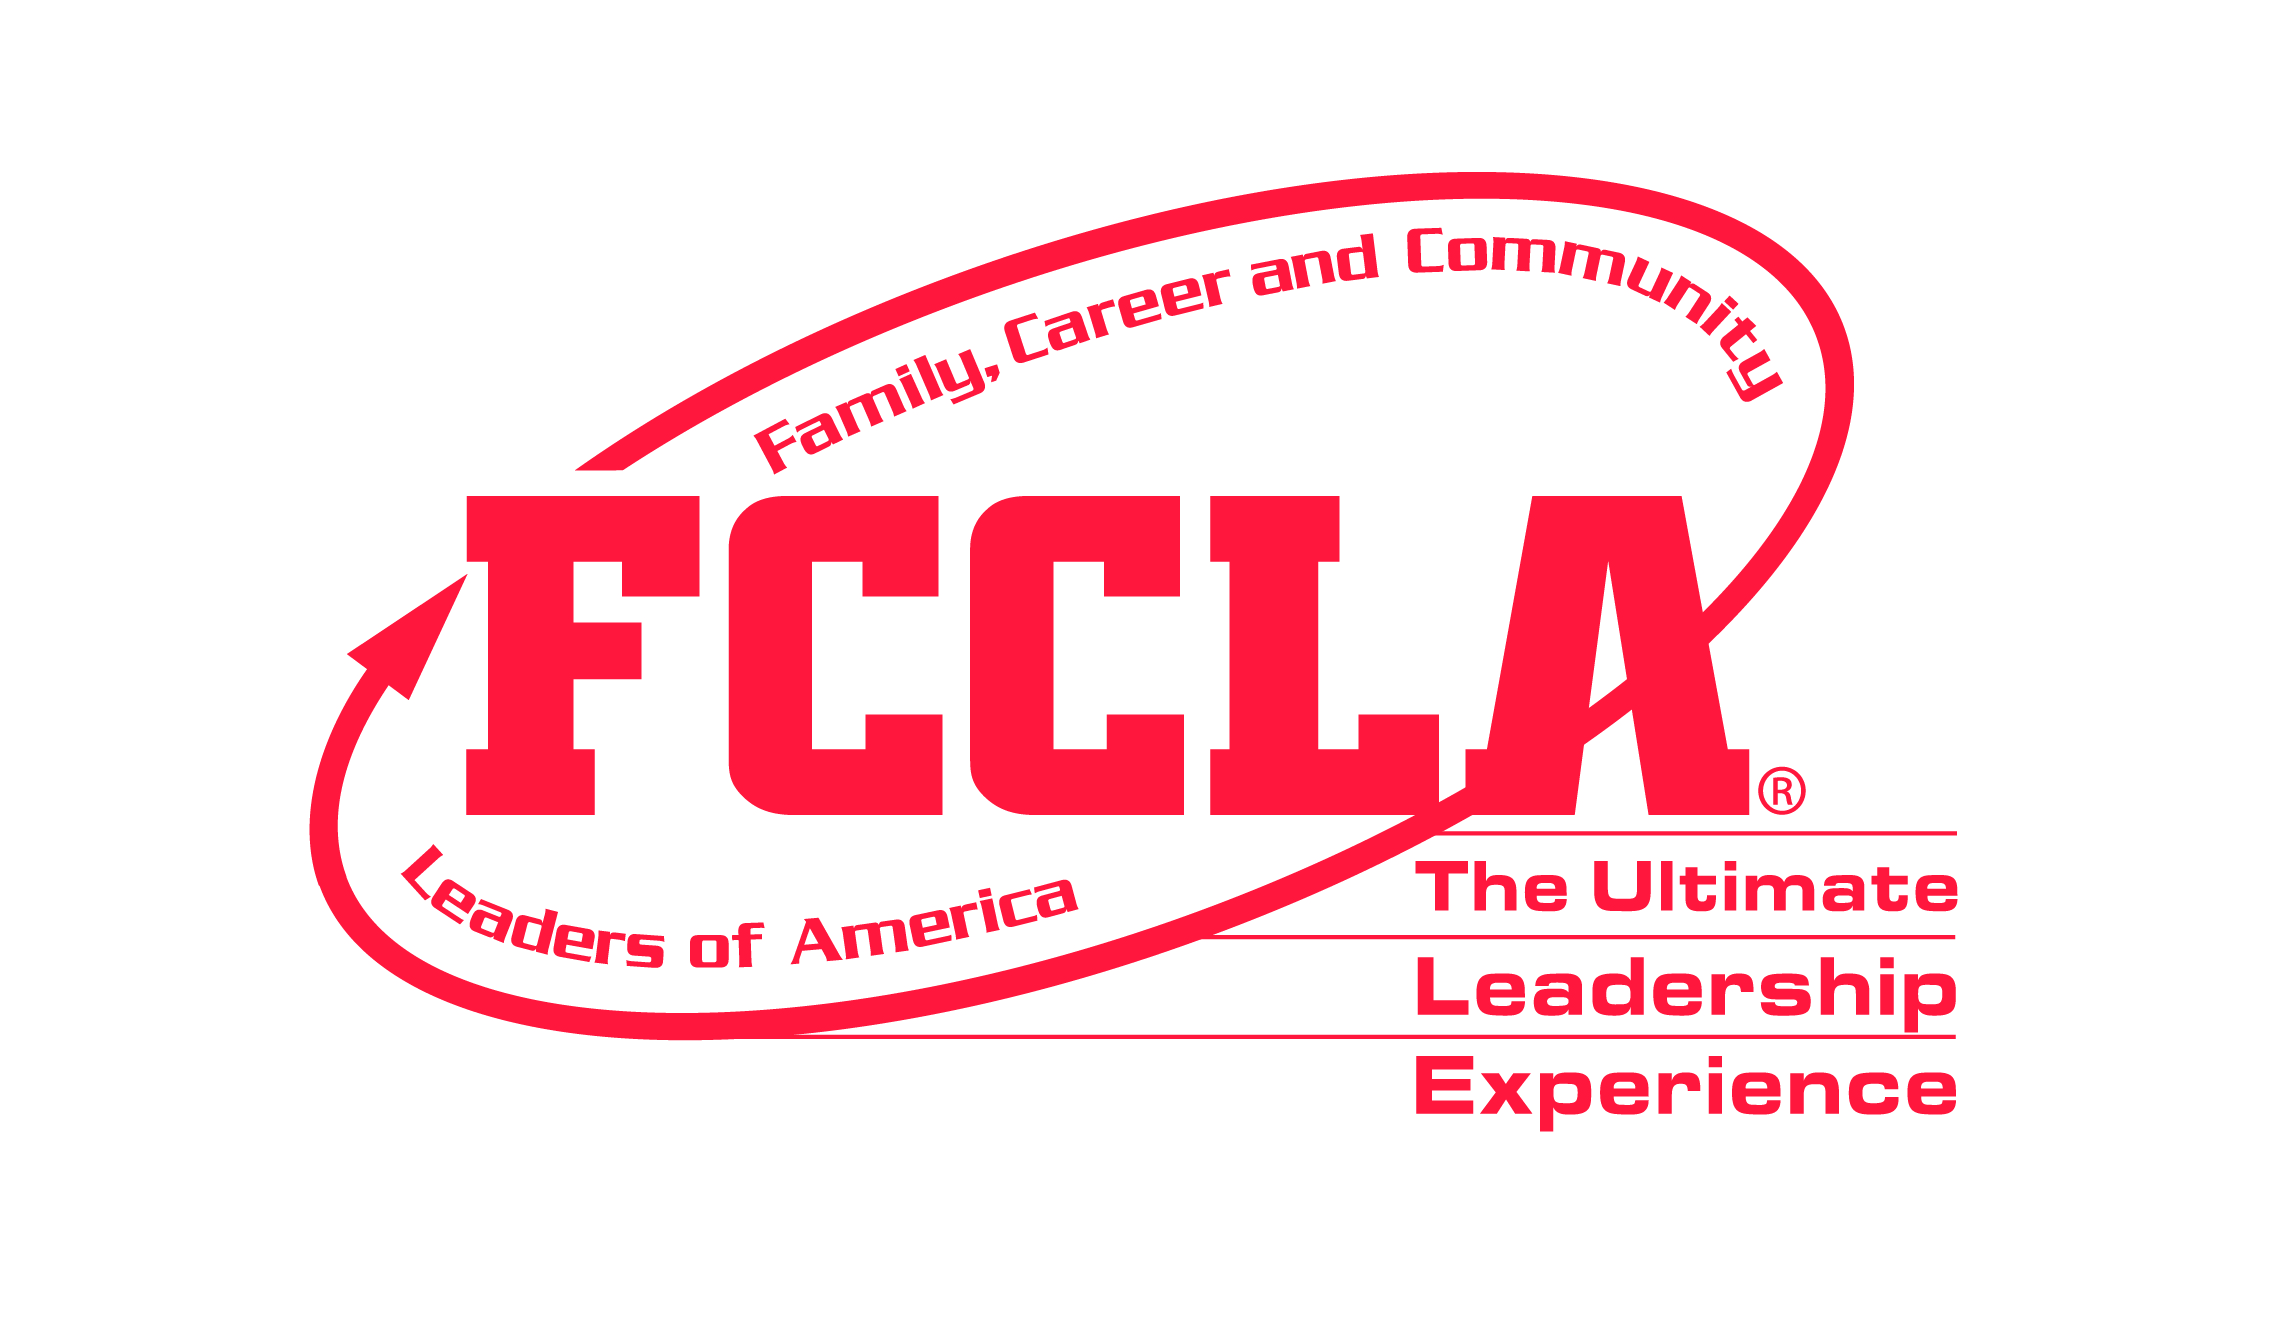 Family, Career and Community
FCCLA®
Leaders of America
The Ultimate
Leadership
Experience